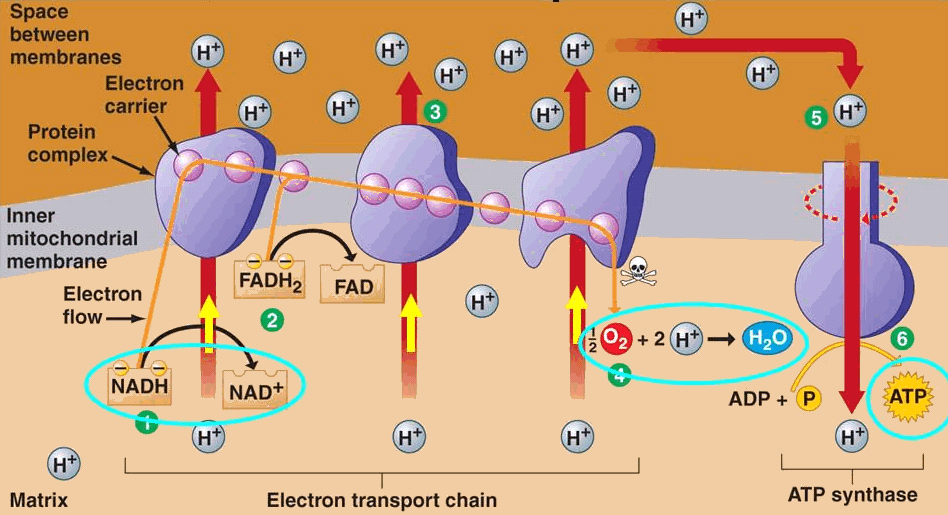 Space
between
membranes
H+
H+
H+
H+
H+
H+
H+
H+
H+
H+
H+
H+
H+
3
5
Electron
carrier
Protein
complex
Inner
mitochondrial
membrane
Electron
flow
FADH2
FAD
2
H+
NADH
NAD+
1
1/2 O2 + 2 H+ → H2O
4
6
ADP + P
ATP
H+
H+
H+
H+
H+
Matrix
Electron transport chain
ATP synthase